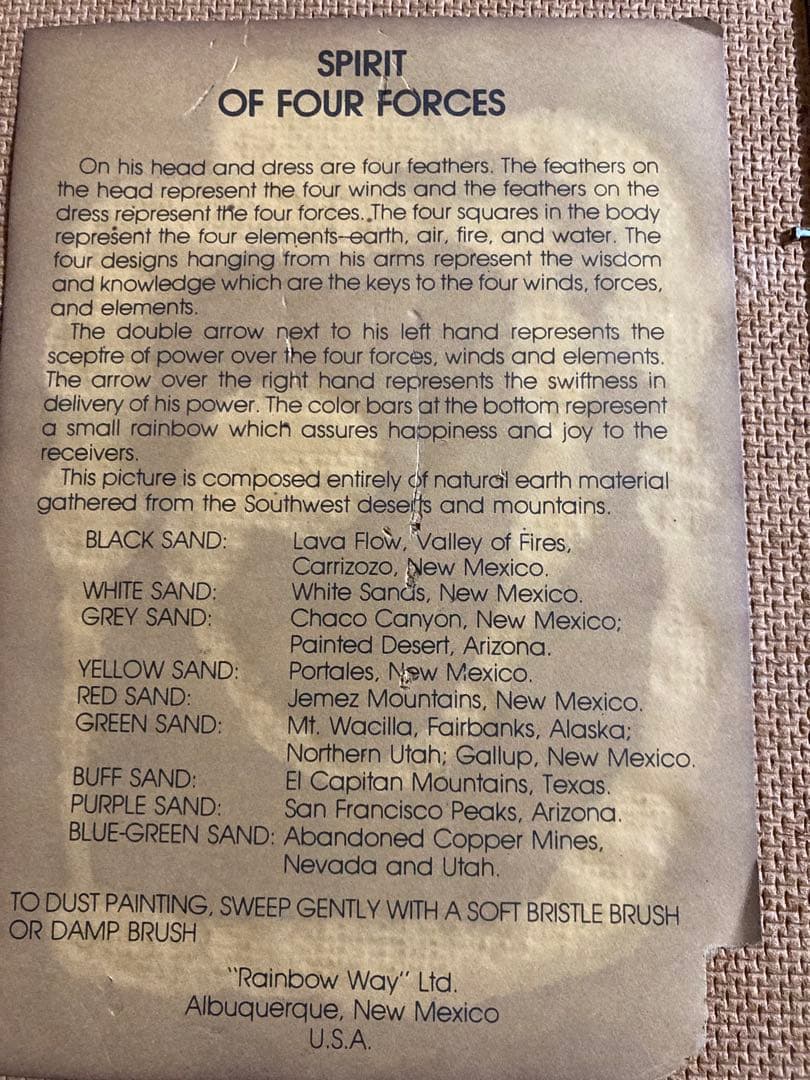 SPIRIT
OF FOUR FORCES
On his head and dress are four feathers. The feathers on
the head represent the four winds and the feathers on the
dress represent the four forces. The four squares in the body
represent the four elements–earth, air, fire, and water. The
four designs hanging from his arms represent the wisdom
and knowledge which are the keys to the four winds, forces,
and elements.
The double arrow next to his left hand represents the
sceptre of power over the four forces, winds and elements.
The arrow over the right hand represents the swiftness in
delivery of his power. The color bars at the bottom represent
a small rainbow which assures happiness and joy to the
receivers.
This picture is composed entirely of natural earth material
gathered from the Southwest deserts and mountains.
BLACK SAND: Lava Flow, Valley of Fires,
Carrizozo, New Mexico.
WHITE SAND: White Sands, New Mexico.
GREY SAND: Chaco Canyon, New Mexico;
Painted Desert, Arizona.
YELLOW SAND: Portales, New Mexico.
RED SAND: Jemez Mountains, New Mexico.
GREEN SAND: Mt. Wacilla, Fairbanks, Alaska;
Northern Utah; Gallup, New Mexico.
BUFF SAND: El Capitan Mountains, Texas.
PURPLE SAND: San Francisco Peaks, Arizona.
BLUE-GREEN SAND: Abandoned Copper Mines,
Nevada and Utah.
TO DUST PAINTING, SWEEP GENTLY WITH A SOFT BRISTLE BRUSH
OR DAMP BRUSH
"Rainbow Way" Ltd.
Albuquerque, New Mexico
U.S.A.